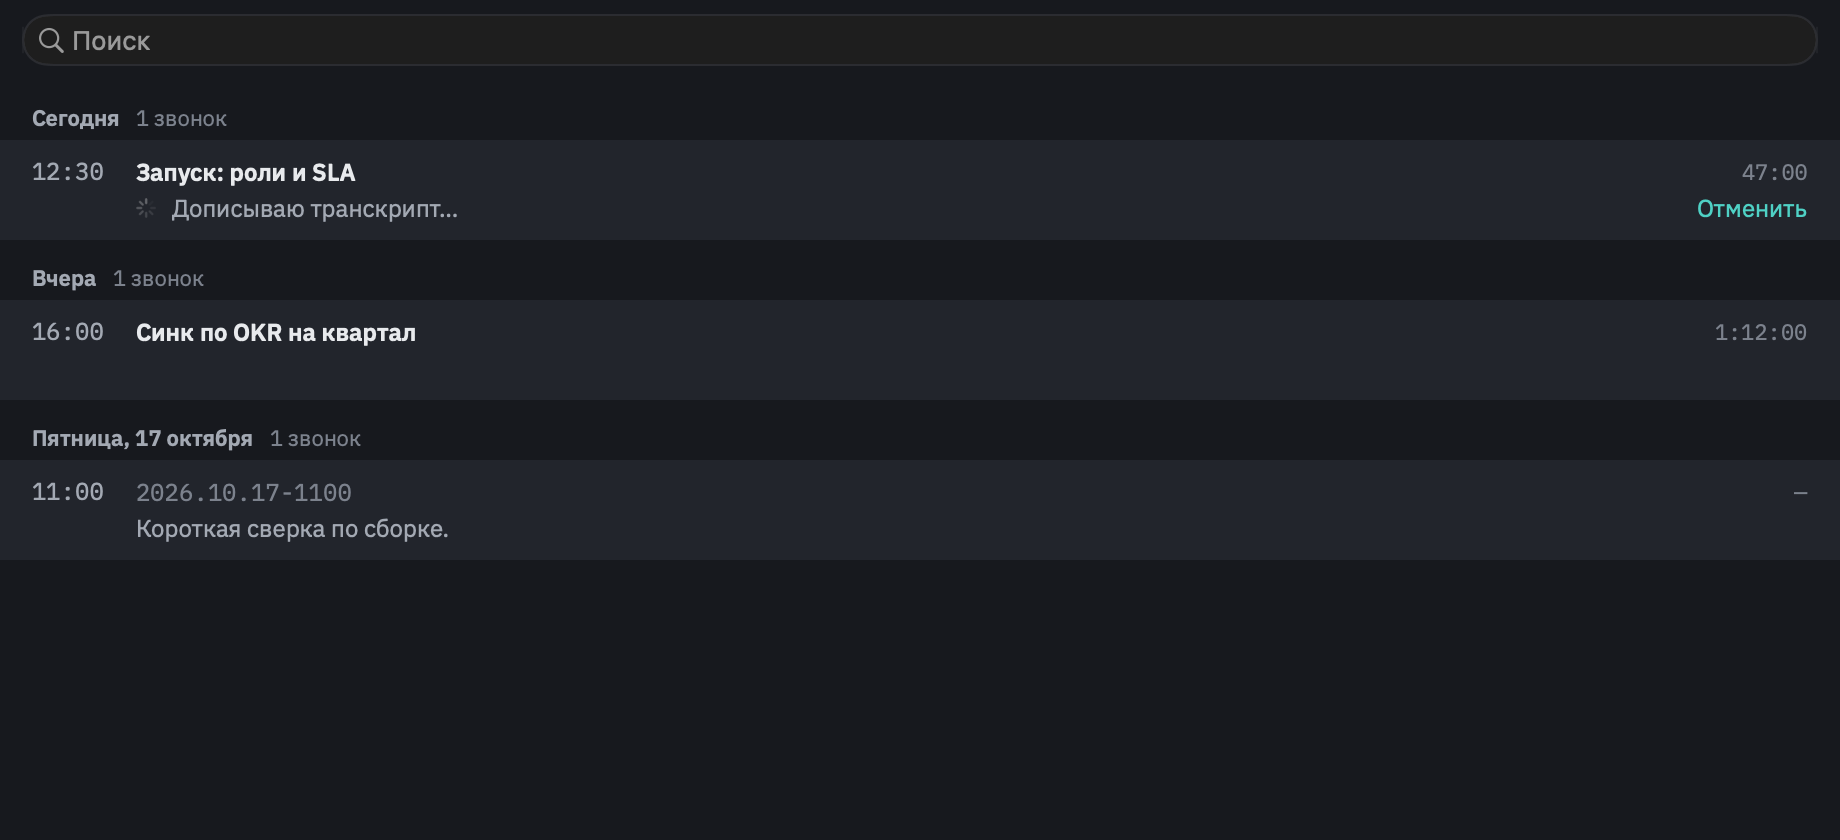 Поиск
Сегодня 1 звонок
12:30 Запуск: роли и SLA 47:00
Дописываю транскрипт... Отменить
Вчера 1 звонок
16:00 Синк по OKR на квартал 1:12:00
Пятница, 17 октября 1 звонок
11:00 2026.10.17-1100 —
Короткая сверка по сборке.